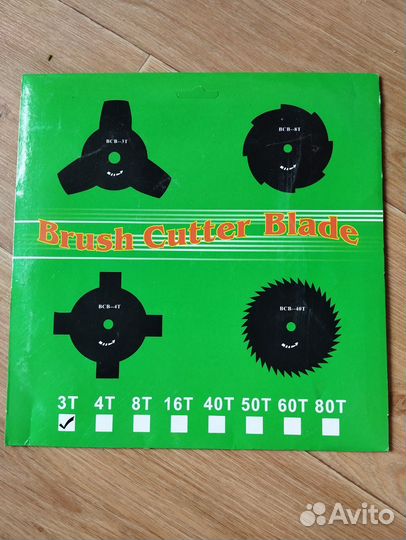 BCB--3T
BCB--8T
Brush Cutter Blade
BCB--4T
BCB--40T
3T 4T 8T 16T 40T 50T 60T 80T
Avito